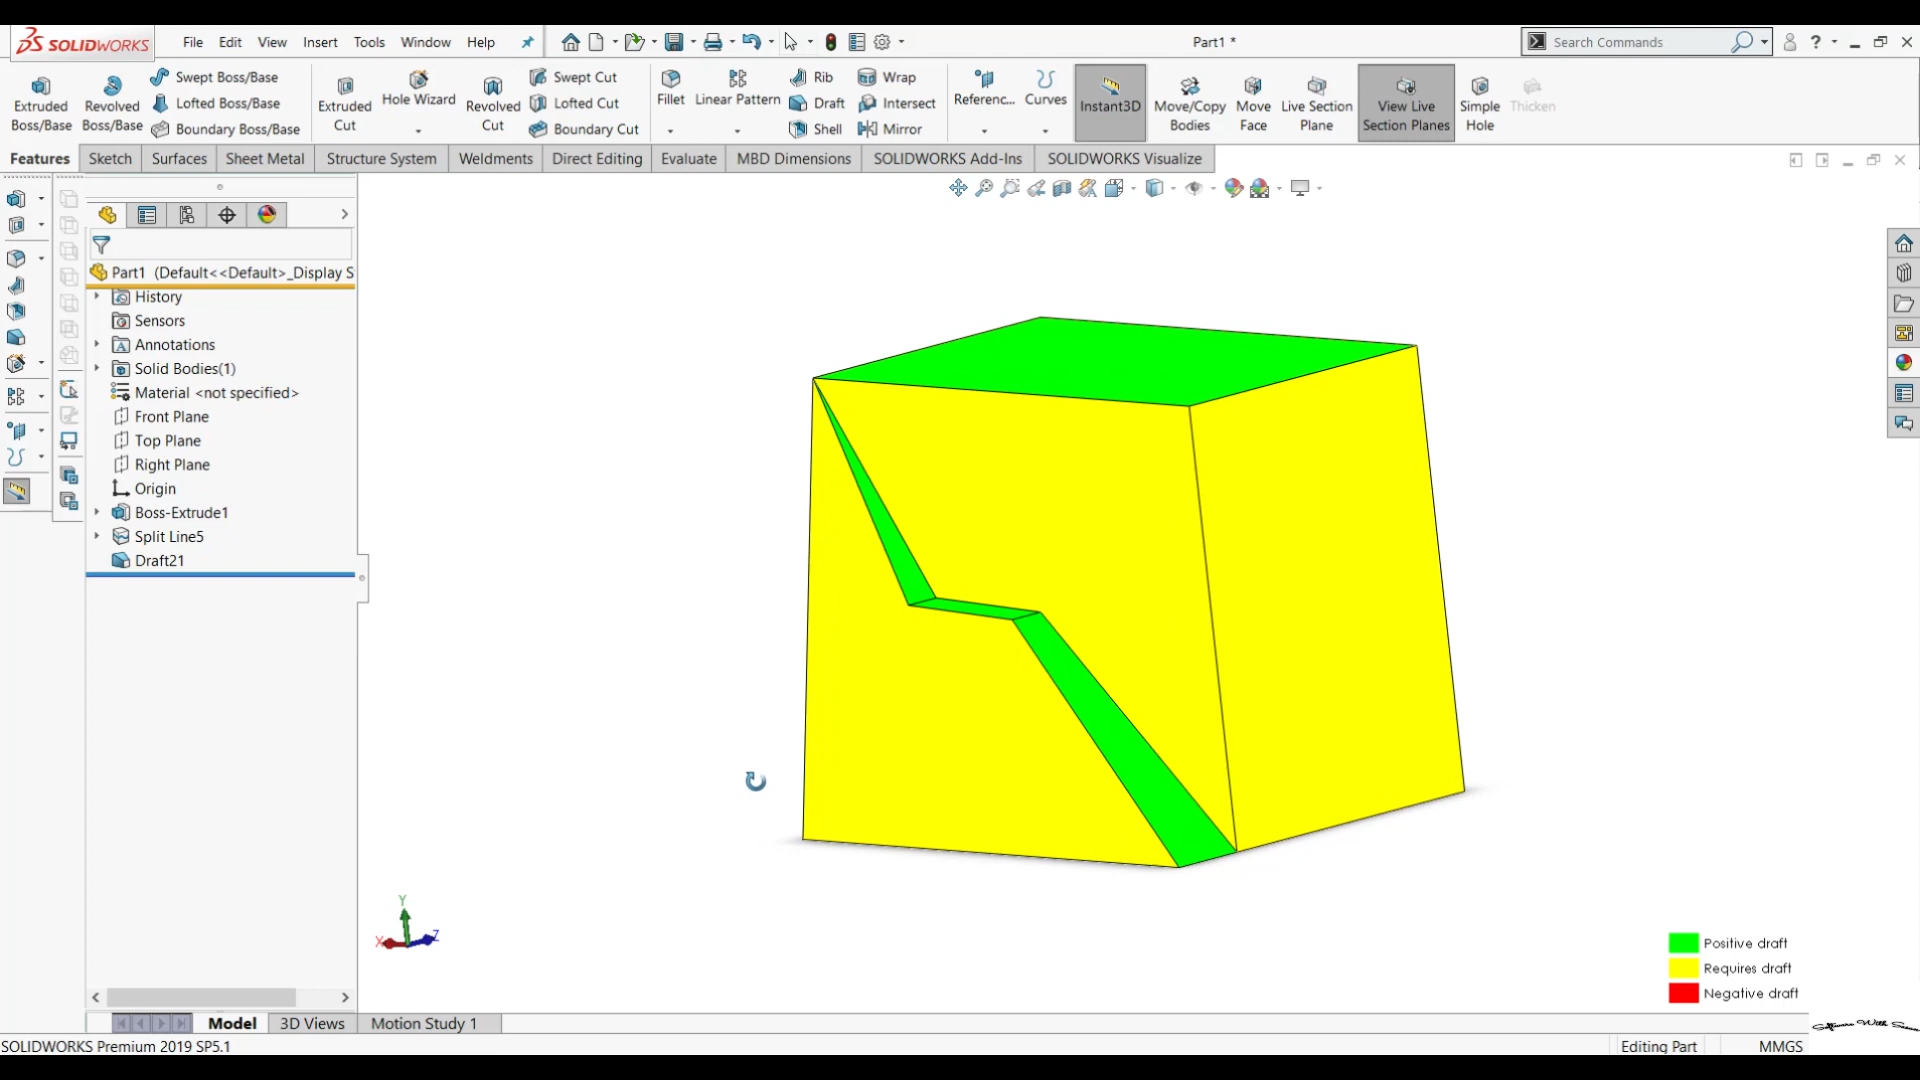 SOLIDWORKS File Edit View Insert Tools Window Help Part1 * Search Commands
Extruded Boss/Base
Revolved Boss/Base
Swept Boss/Base
Lofted Boss/Base
Boundary Boss/Base
Extruded Cut
Hole Wizard
Revolved Cut
Swept Cut
Lofted Cut
Boundary Cut
Fillet
Linear Pattern
Rib
Draft
Shell
Wrap
Intersect
Mirror
Referenc...
Curves
Instant3D
Move/Copy Bodies
Move Face
Live Section Plane
View Live Section Planes
Simple Hole
Thicken
Features Sketch Surfaces Sheet Metal Structure System Weldments Direct Editing Evaluate MBD Dimensions SOLIDWORKS Add-Ins SOLIDWORKS Visualize
Part1 (Default<<Default>_Display S
History
Sensors
Annotations
Solid Bodies(1)
Material <not specified>
Front Plane
Top Plane
Right Plane
Origin
Boss-Extrude1
Split Line5
Draft21
Y
X
Z
Positive draft
Requires draft
Negative draft
Model 3D Views Motion Study 1
SOLIDWORKS Premium 2019 SP5.1 Editing Part MMGS